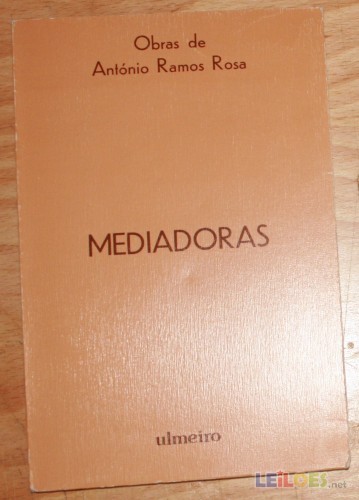 Obras de
António Ramos Rosa
MEDIADORAS
ulmeiro
LEILOES.net